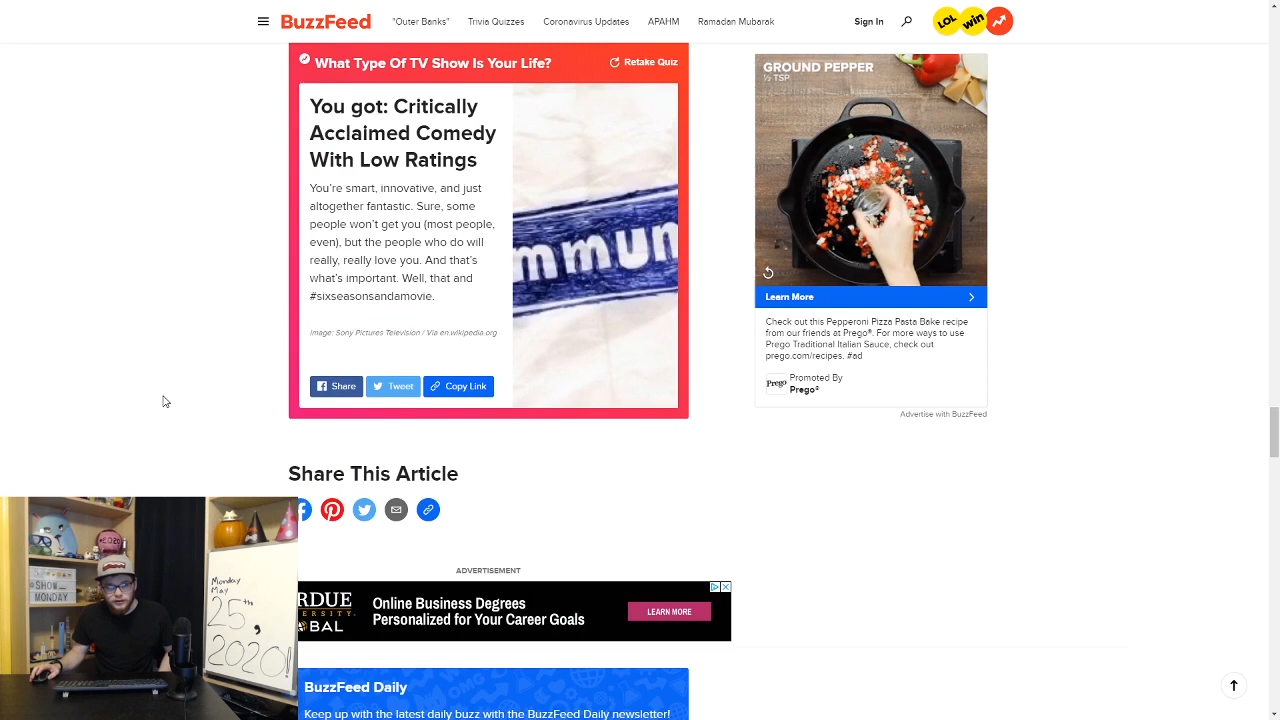 BuzzFeed
"Outer Banks"
Trivia Quizzes
Coronavirus Updates
APAHM
Ramadan Mubarak
Sign In
LOL
win
What Type Of TV Show Is Your Life?
Retake Quiz
You got: Critically
Acclaimed Comedy
With Low Ratings
You're smart, innovative, and just
altogether fantastic. Sure, some
people won't get you (most people,
even), but the people who do will
really, really love you. And that's
what's important. Well, that and
#sixseasonsandamovie.
Image: Sony Pictures Television / Via en.wikipedia.org
Share
Tweet
Copy Link
mmun
GROUND PEPPER
½ TSP
Learn More
Check out this Pepperoni Pizza Pasta Bake recipe
from our friends at Prego®. For more ways to use
Prego Traditional Italian Sauce, check out
prego.com/recipes. #ad
Prego
Promoted By
Prego®
Advertise with BuzzFeed
Share This Article
ADVERTISEMENT
RDUE
VERSITY.
OBAL
Online Business Degrees
Personalized for Your Career Goals
LEARN MORE
BuzzFeed Daily
Keep up with the latest daily buzz with the BuzzFeed Daily newsletter!
#SHOW
MONDAY
Monday
May
25th,
2020!